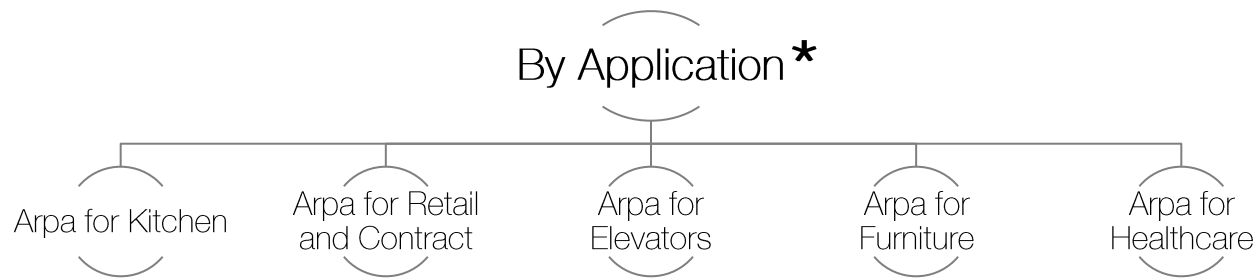 By Application*
Arpa for Kitchen
Arpa for Retail
and Contract
Arpa for
Elevators
Arpa for
Furniture
Arpa for
Healthcare